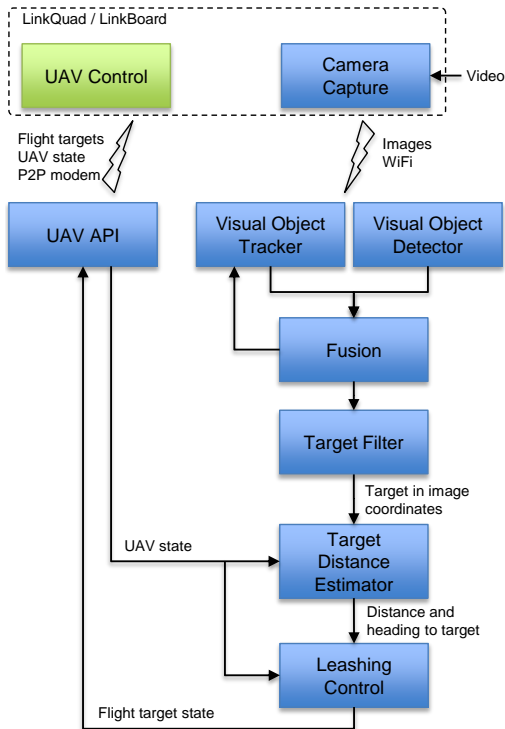 LinkQuad / LinkBoard
UAV Control
Camera
Capture
Video
Flight targets
UAV state
P2P modem
Images
WiFi
UAV API
Visual Object
Tracker
Visual Object
Detector
Fusion
Target Filter
Target in image
coordinates
UAV state
Target
Distance
Estimator
Distance and
heading to target
Leashing
Control
Flight target state